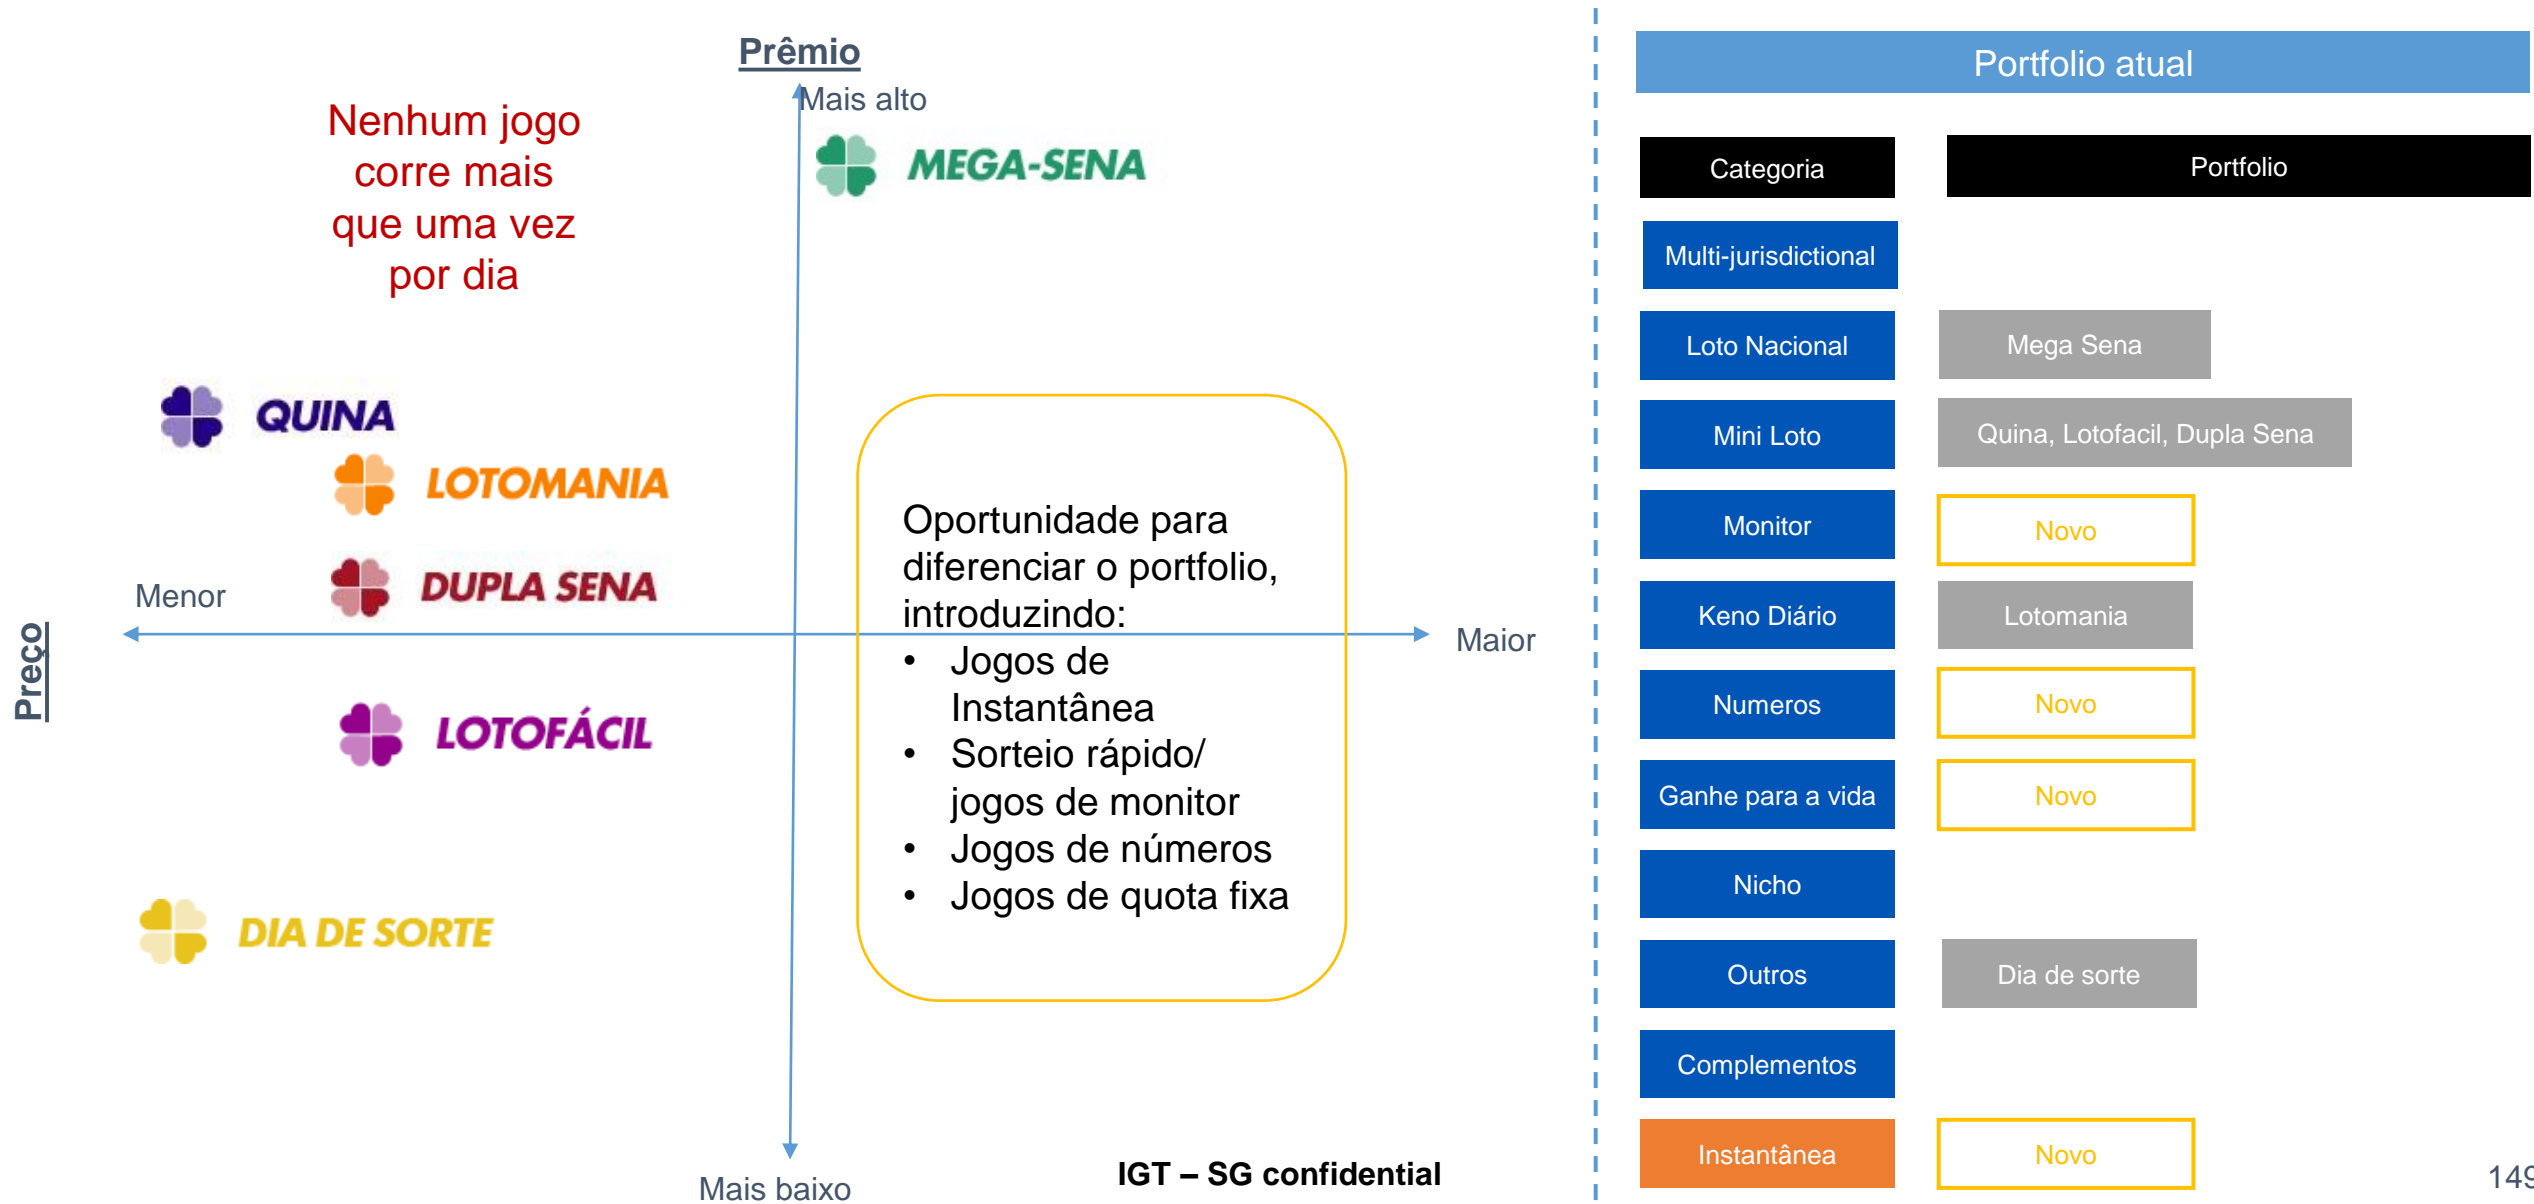 Prêmio
Mais alto
Nenhum jogo
corre mais
que uma vez
por dia
MEGA-SENA
QUINA
LOTOMANIA
DUPLA SENA
Menor
Preço
Maior
LOTOFÁCIL
DIA DE SORTE
Oportunidade para
diferenciar o portfolio,
introduzindo:
• Jogos de
Instantânea
• Sorteio rápido/
jogos de monitor
• Jogos de números
• Jogos de quota fixa
Mais baixo
IGT – SG confidential
Portfolio atual
Categoria
Portfolio
Multi-jurisdictional
Loto Nacional
Mega Sena
Mini Loto
Quina, Lotofacil, Dupla Sena
Monitor
Novo
Keno Diário
Lotomania
Numeros
Novo
Ganhe para a vida
Novo
Nicho
Outros
Dia de sorte
Complementos
Instantânea
Novo
149